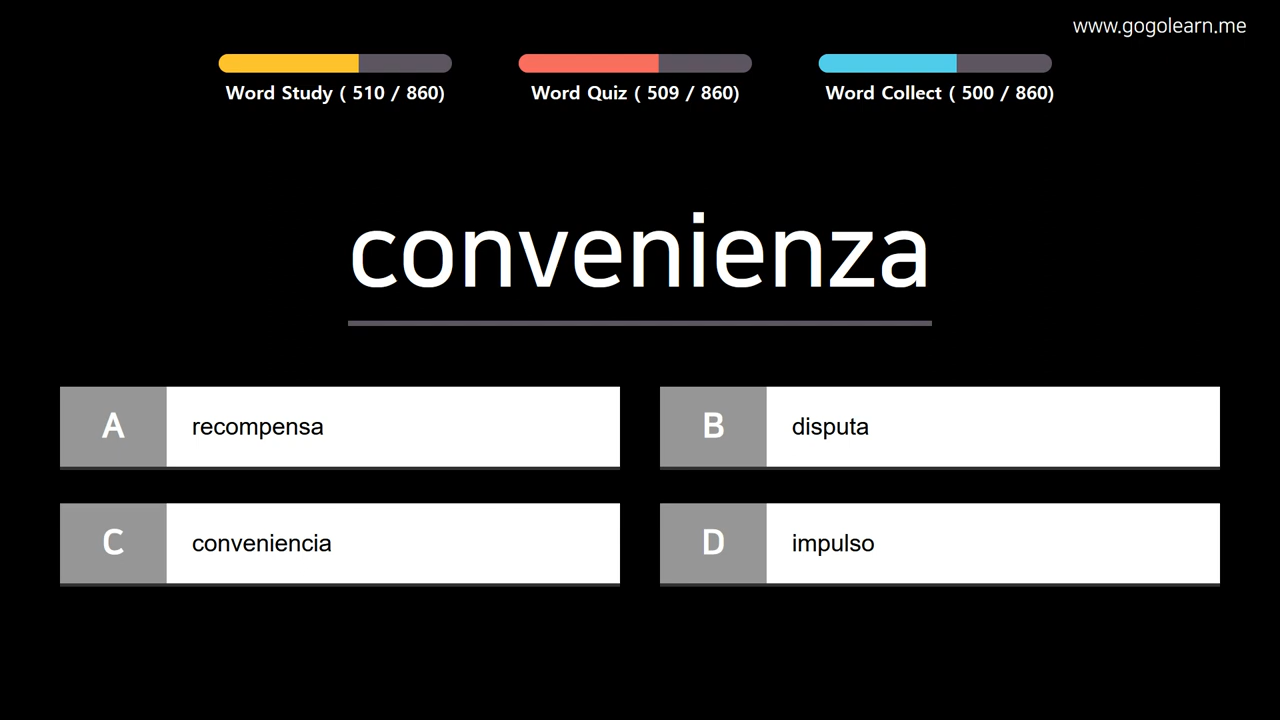 www.gogolearn.me
Word Study ( 510 / 860)
Word Quiz ( 509 / 860)
Word Collect ( 500 / 860)
convenienza
A
recompensa
B
disputa
C
conveniencia
D
impulso